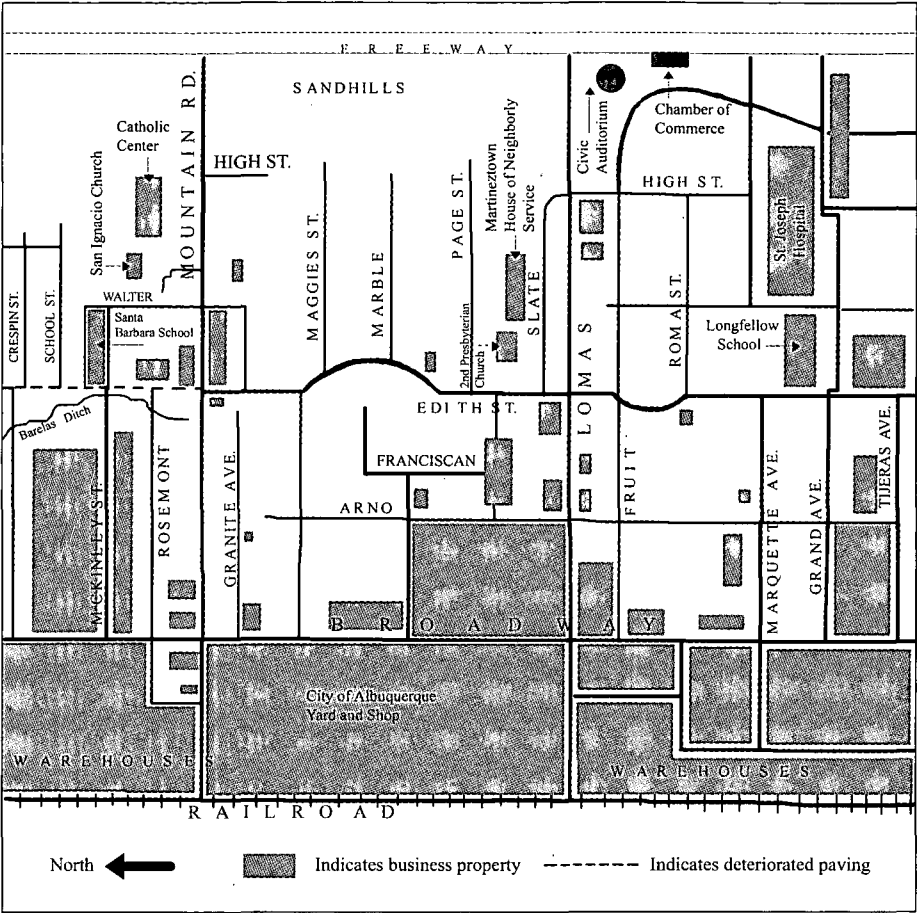 FREEWAY
SANDHILLS
MOUNTAIN RD.
Catholic
Center
San Ignacio Church
HIGH ST.
MAGGIES ST.
MARBLE
PAGE ST.
Martineztown
House of Neighborly
Service
SLATE
Civic
Auditorium
Chamber of
Commerce
HIGH ST.
St. Joseph
Hospital
CRESPIN ST.
SCHOOL ST.
WALTER
Santa
Barbara School
2nd Presbyterian
Church
LOMAS
ROMA ST.
Longfellow
School
EDITH ST.
Barelas Ditch
MCKINLEY ST.
ROSEMONT
GRANITE AVE.
FRANCISCAN
ARNO
FRUIT
MARQUETTE AVE.
GRAND AVE.
TIJERAS AVE.
BROADWAY
City of Albuquerque
Yard and Shop
WAREHOUSES
WAREHOUSES
RAILROAD
North
Indicates business property
Indicates deteriorated paving